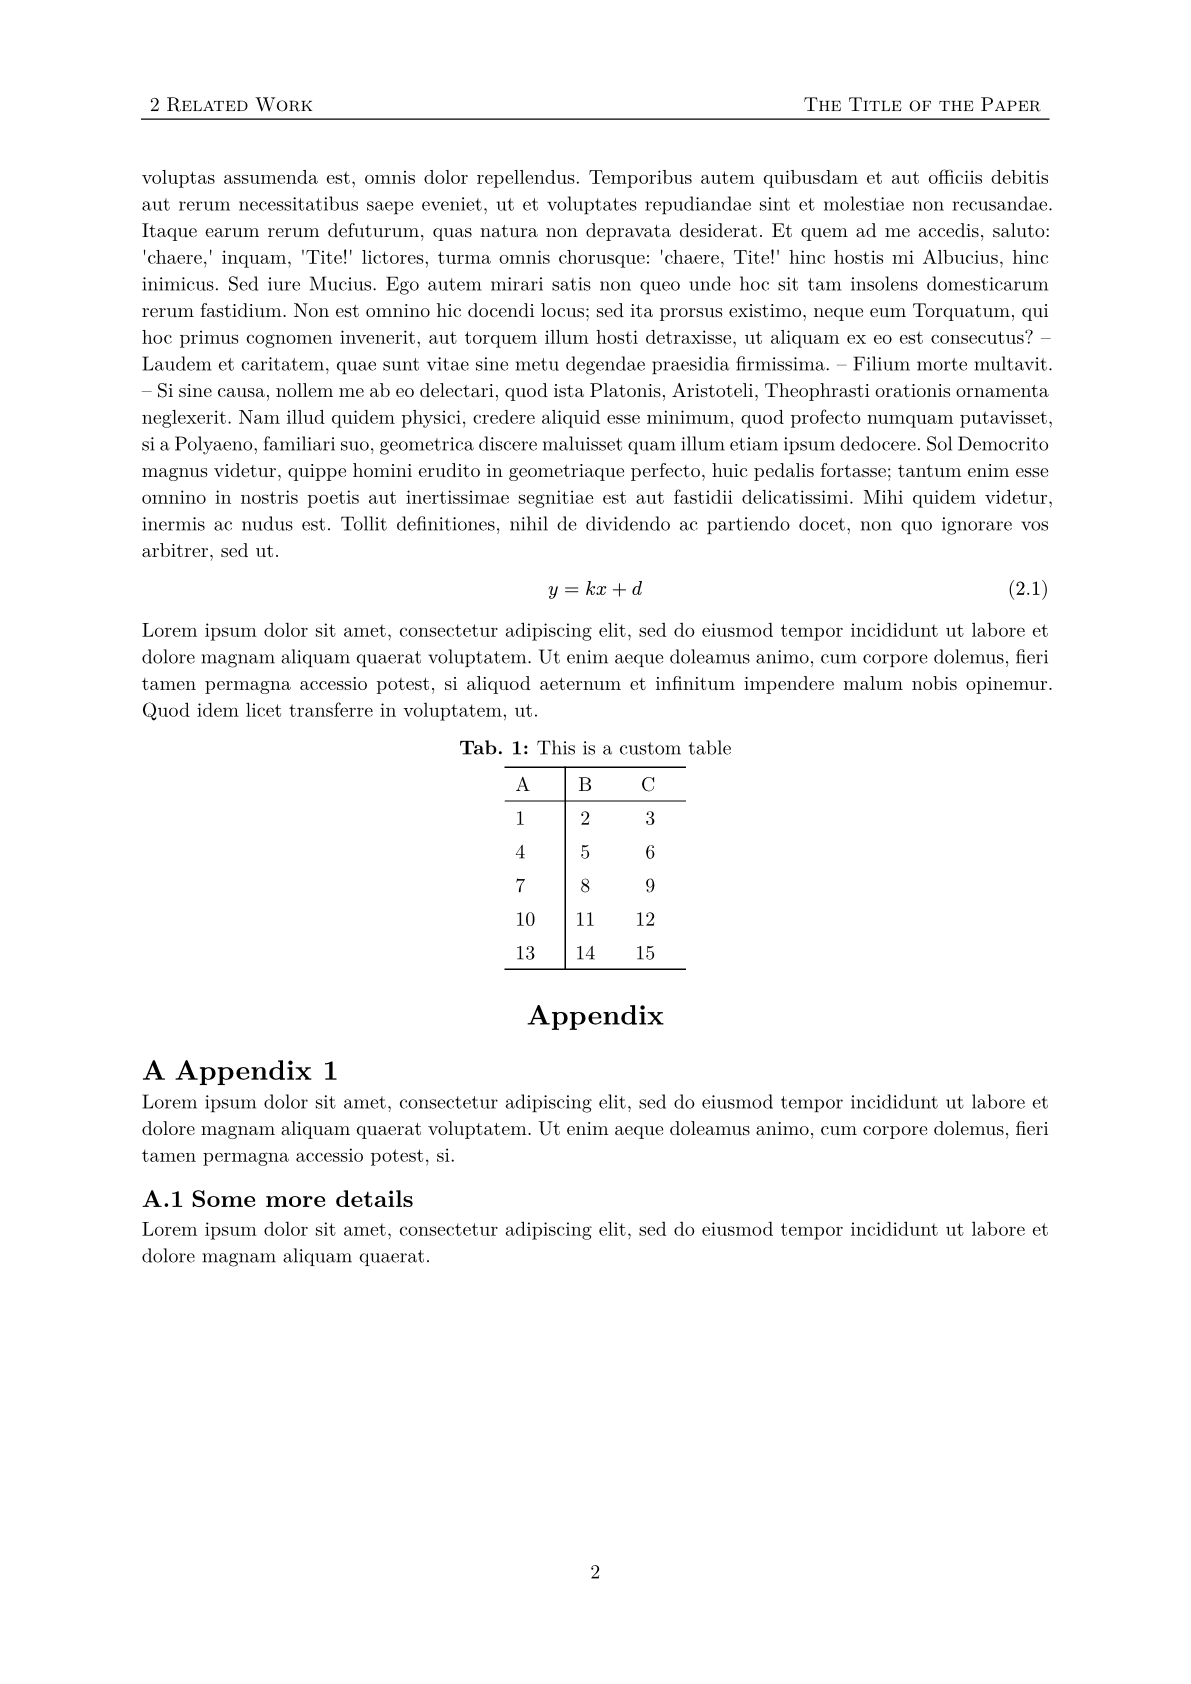 2 Related Work The Title of the Paper
voluptas assumenda est, omnis dolor repellendus. Temporibus autem quibusdam et aut officiis debitis
aut rerum necessitatibus saepe eveniet, ut et voluptates repudiandae sint et molestiae non recusandae.
Itaque earum rerum defuturum, quas natura non depravata desiderat. Et quem ad me accedis, saluto:
'chaere,' inquam, 'Tite!' lictores, turma omnis chorusque: 'chaere, Tite!' hinc hostis mi Albucius, hinc
inimicus. Sed iure Mucius. Ego autem mirari satis non queo unde hoc sit tam insolens domesticarum
rerum fastidium. Non est omnino hic docendi locus; sed ita prorsus existimo, neque eum Torquatum, qui
hoc primus cognomen invenerit, aut torquem illum hosti detraxisse, ut aliquam ex eo est consecutus? –
Laudem et caritatem, quae sunt vitae sine metu degendae praesidia firmissima. – Filium morte multavit.
– Si sine causa, nollem me ab eo delectari, quod ista Platonis, Aristoteli, Theophrasti orationis ornamenta
neglexerit. Nam illud quidem physici, credere aliquid esse minimum, quod profecto numquam putavisset,
si a Polyaeno, familiari suo, geometrica discere maluisset quam illum etiam ipsum dedocere. Sol Democrito
magnus videtur, quippe homini erudito in geometriaque perfecto, huic pedalis fortasse; tantum enim esse
omnino in nostris poetis aut inertissimae segnitiae est aut fastidii delicatissimi. Mihi quidem videtur,
inermis ac nudus est. Tollit definitiones, nihil de dividendo ac partiendo docet, non quo ignorare vos
arbitrer, sed ut.
y = kx + d (2.1)
Lorem ipsum dolor sit amet, consectetur adipiscing elit, sed do eiusmod tempor incididunt ut labore et
dolore magnam aliquam quaerat voluptatem. Ut enim aeque doleamus animo, cum corpore dolemus, fieri
tamen permagna accessio potest, si aliquod aeternum et infinitum impendere malum nobis opinemur.
Quod idem licet transferre in voluptatem, ut.
Tab. 1: This is a custom table
A B C
1 2 3
4 5 6
7 8 9
10 11 12
13 14 15
Appendix
A Appendix 1
Lorem ipsum dolor sit amet, consectetur adipiscing elit, sed do eiusmod tempor incididunt ut labore et
dolore magnam aliquam quaerat voluptatem. Ut enim aeque doleamus animo, cum corpore dolemus, fieri
tamen permagna accessio potest, si.
A.1 Some more details
Lorem ipsum dolor sit amet, consectetur adipiscing elit, sed do eiusmod tempor incididunt ut labore et
dolore magnam aliquam quaerat.
2